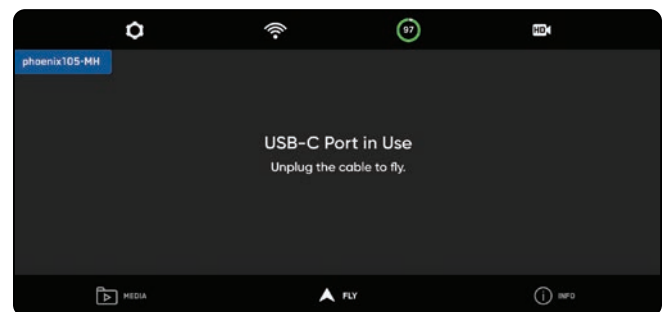 97
HD
phoenix105-MH
USB-C Port in Use
Unplug the cable to fly.
MEDIA
FLY
INFO